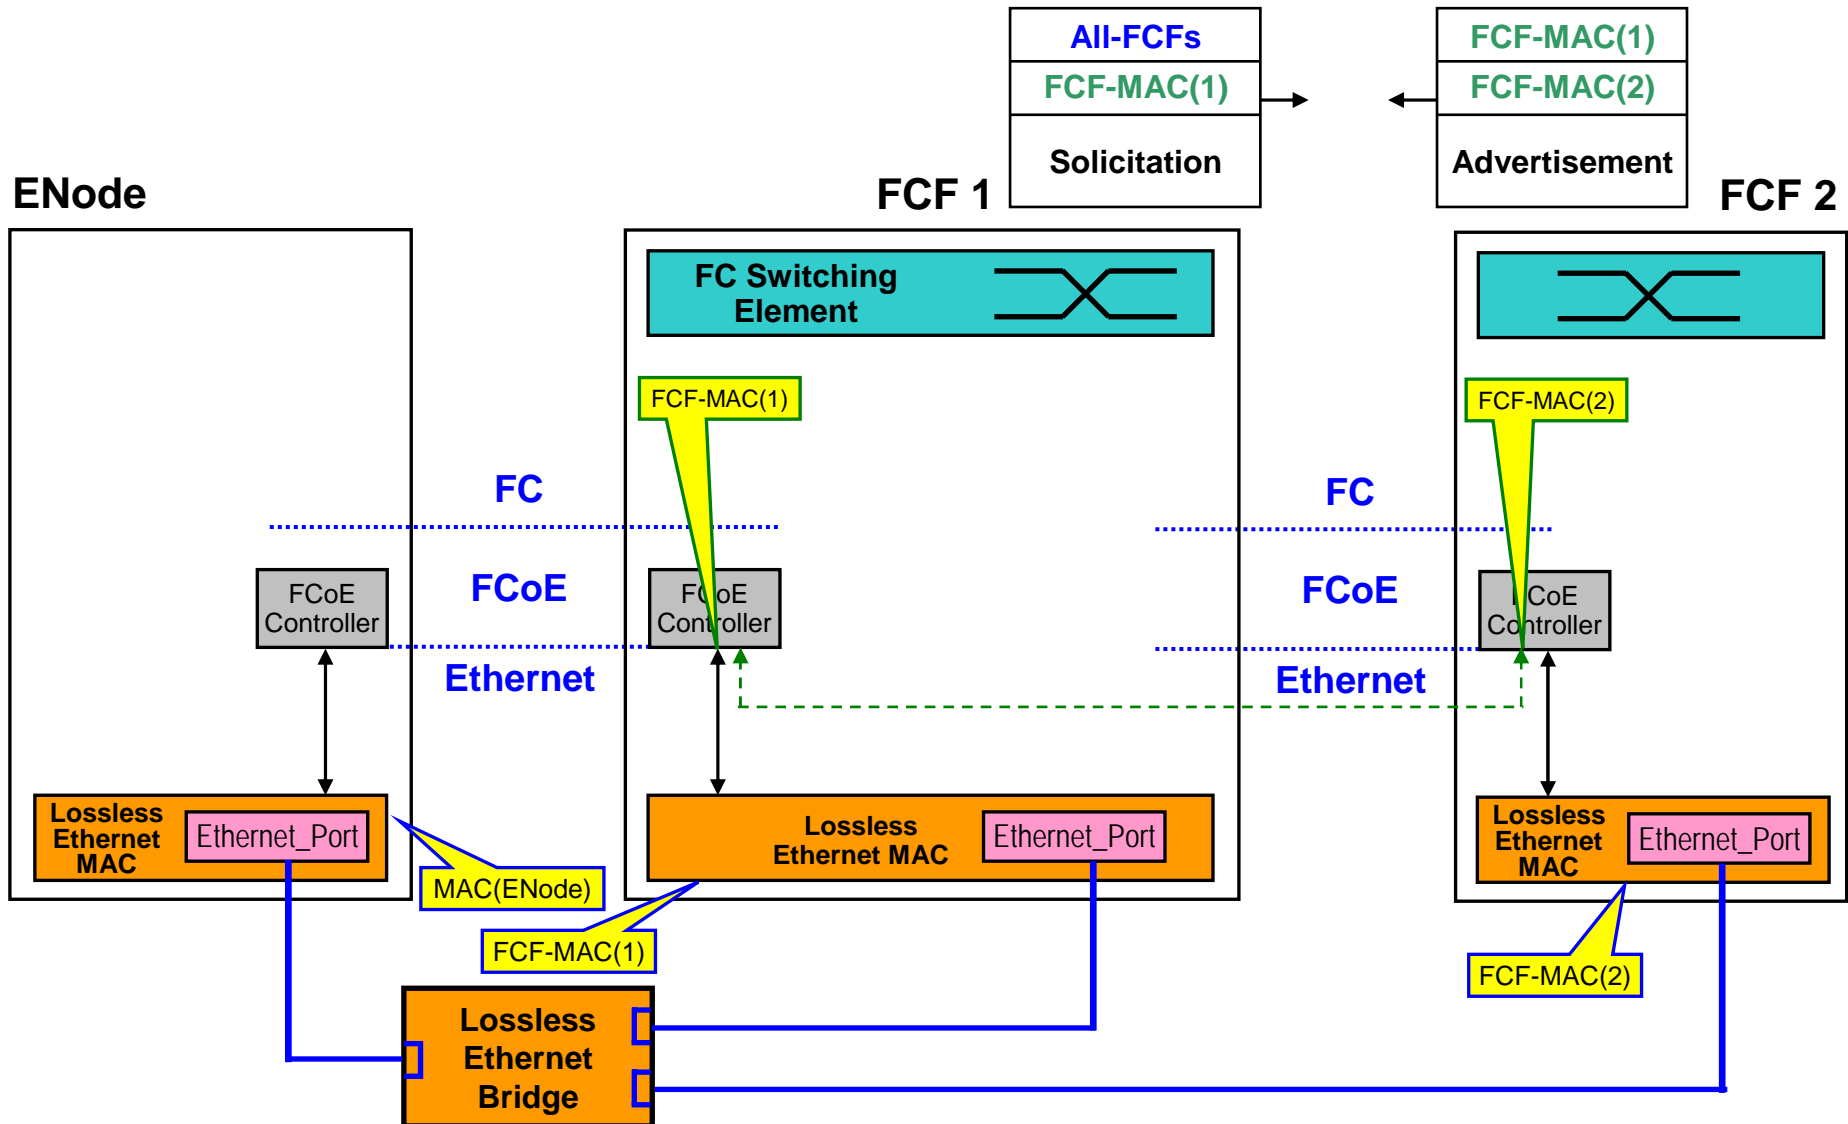 All-FCFs
FCF-MAC(1)
Solicitation
FCF-MAC(1)
FCF-MAC(2)
Advertisement
ENode
FCF 1
FCF 2
FC Switching
Element
FCF-MAC(1)
FCF-MAC(2)
FC
FC
FCoE
Controller
FCoE
FCoE
Controller
FCoE
FCoE
Controller
Ethernet
Ethernet
Lossless
Ethernet
MAC
Ethernet_Port
Lossless
Ethernet MAC
Ethernet_Port
Lossless
Ethernet
MAC
Ethernet_Port
MAC(ENode)
FCF-MAC(1)
FCF-MAC(2)
Lossless
Ethernet
Bridge